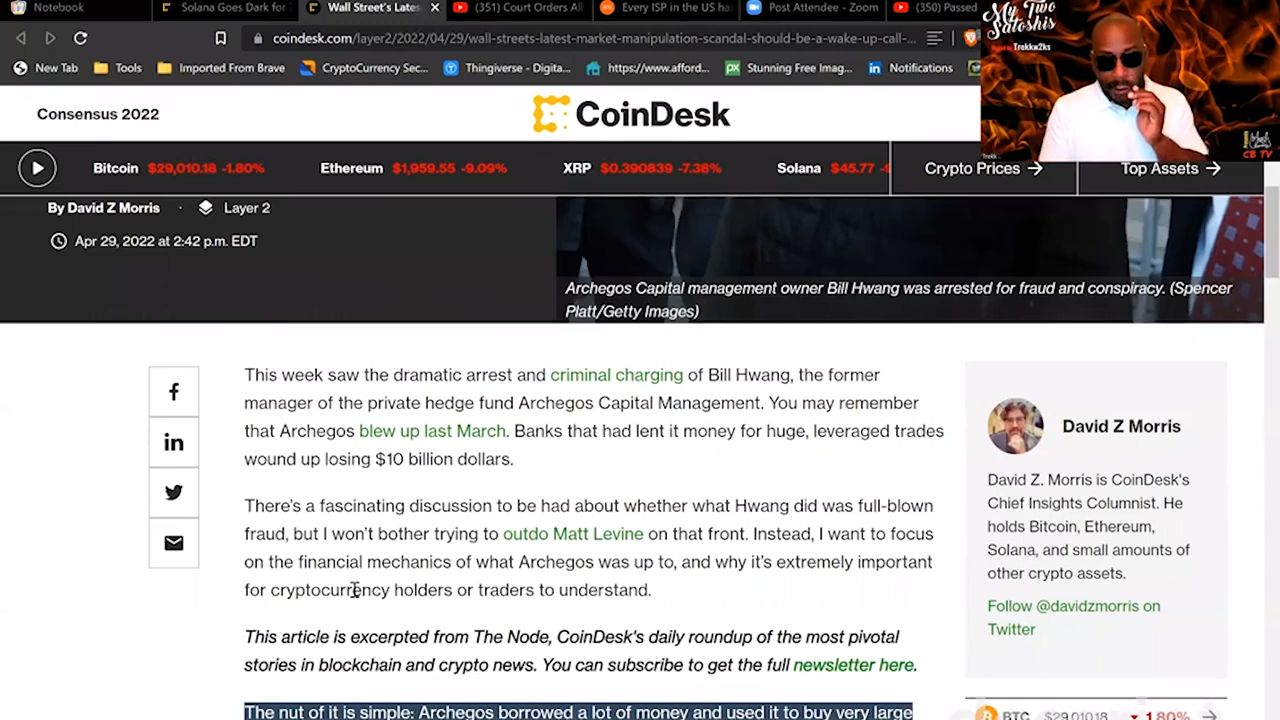 Notebook
Solana Goes Dark for
Wall Street's Lates
(351) Court Orders Al
Every ISP in the US ha
Post Attendee - Zoom
(350) Passed
coindesk.com/layer2/2022/04/29/wall-streets-latest-market-manipulation-scandal-should-be-a-wake-up-call-...
New Tab
Tools
Imported From Brave
CryptoCurrency Sec...
Thingiverse - Digita...
https://www.afford...
Stunning Free Imag...
Notifications
My Two
Satoshis
Trekkw2ks
CB TV
Consensus 2022
CoinDesk
Bitcoin $29,010.18 -1.80%
Ethereum $1,959.55 -9.09%
XRP $0.390839 -7.38%
Solana $45.77
Crypto Prices →
Top Assets →
By David Z Morris · Layer 2
Apr 29, 2022 at 2:42 p.m. EDT
Archegos Capital management owner Bill Hwang was arrested for fraud and conspiracy. (Spencer
Platt/Getty Images)
This week saw the dramatic arrest and criminal charging of Bill Hwang, the former
manager of the private hedge fund Archegos Capital Management. You may remember
that Archegos blew up last March. Banks that had lent it money for huge, leveraged trades
wound up losing $10 billion dollars.
There's a fascinating discussion to be had about whether what Hwang did was full-blown
fraud, but I won't bother trying to outdo Matt Levine on that front. Instead, I want to focus
on the financial mechanics of what Archegos was up to, and why it's extremely important
for cryptocurrency holders or traders to understand.
This article is excerpted from The Node, CoinDesk's daily roundup of the most pivotal
stories in blockchain and crypto news. You can subscribe to get the full newsletter here.
The nut of it is simple: Archegos borrowed a lot of money and used it to buy very large
David Z Morris
David Z. Morris is CoinDesk's
Chief Insights Columnist. He
holds Bitcoin, Ethereum,
Solana, and small amounts of
other crypto assets.
Follow @davidzmorris on
Twitter
BTC $29,010.18 1.80%